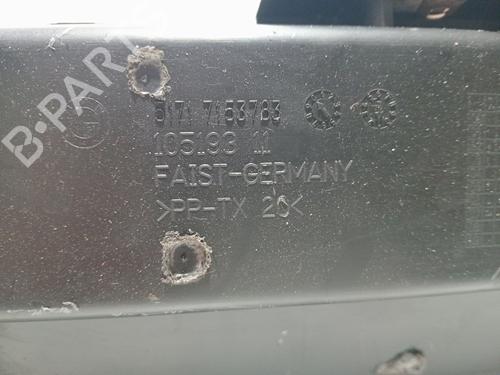 B-PARTS
5171 7153783
105193 11
FAIST-GERMANY
>PP-TX 20<